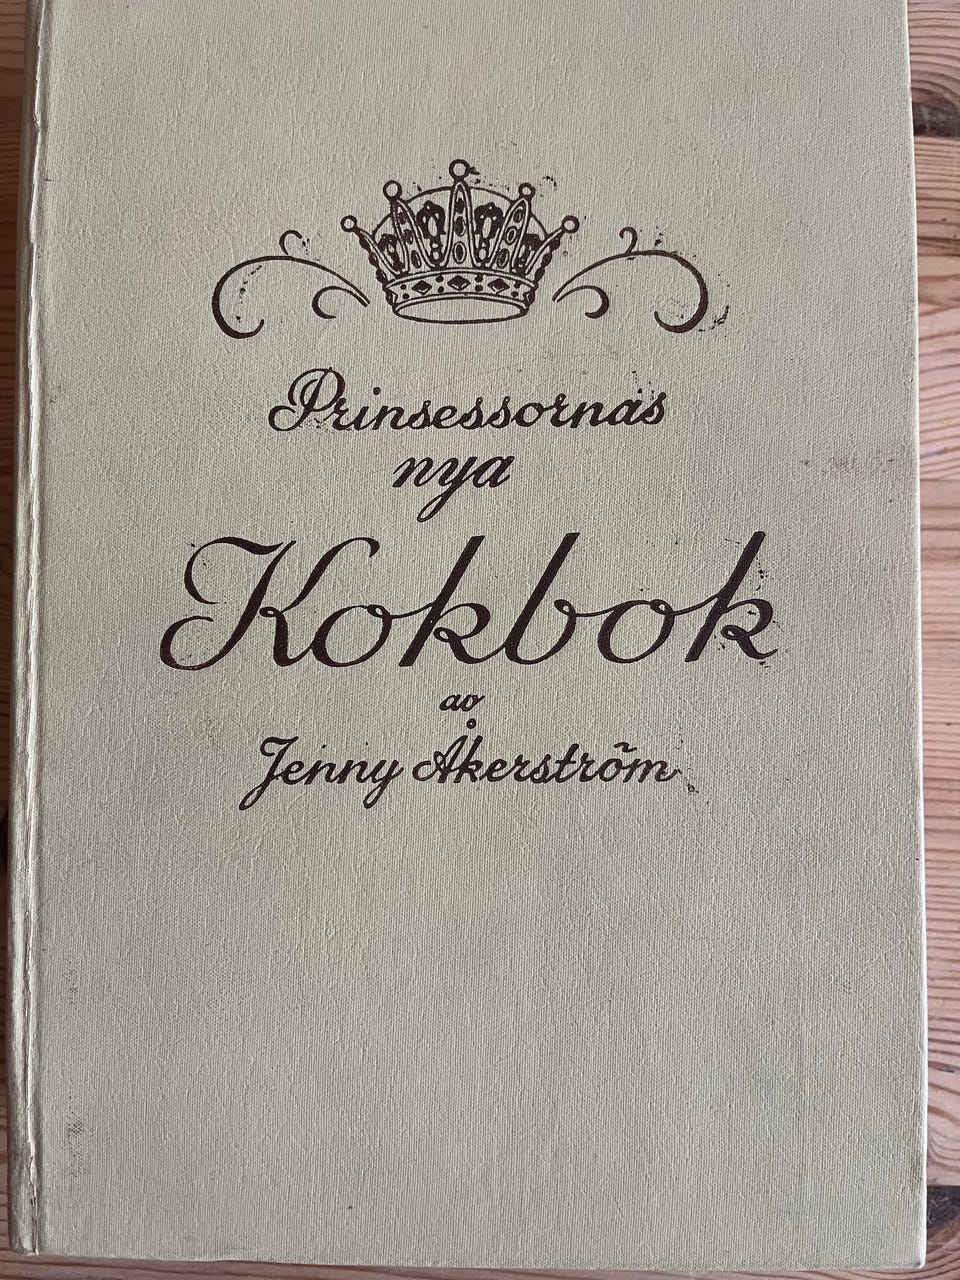 Prinsessornas
nya
Kokbok
av
Jenny Åkerström